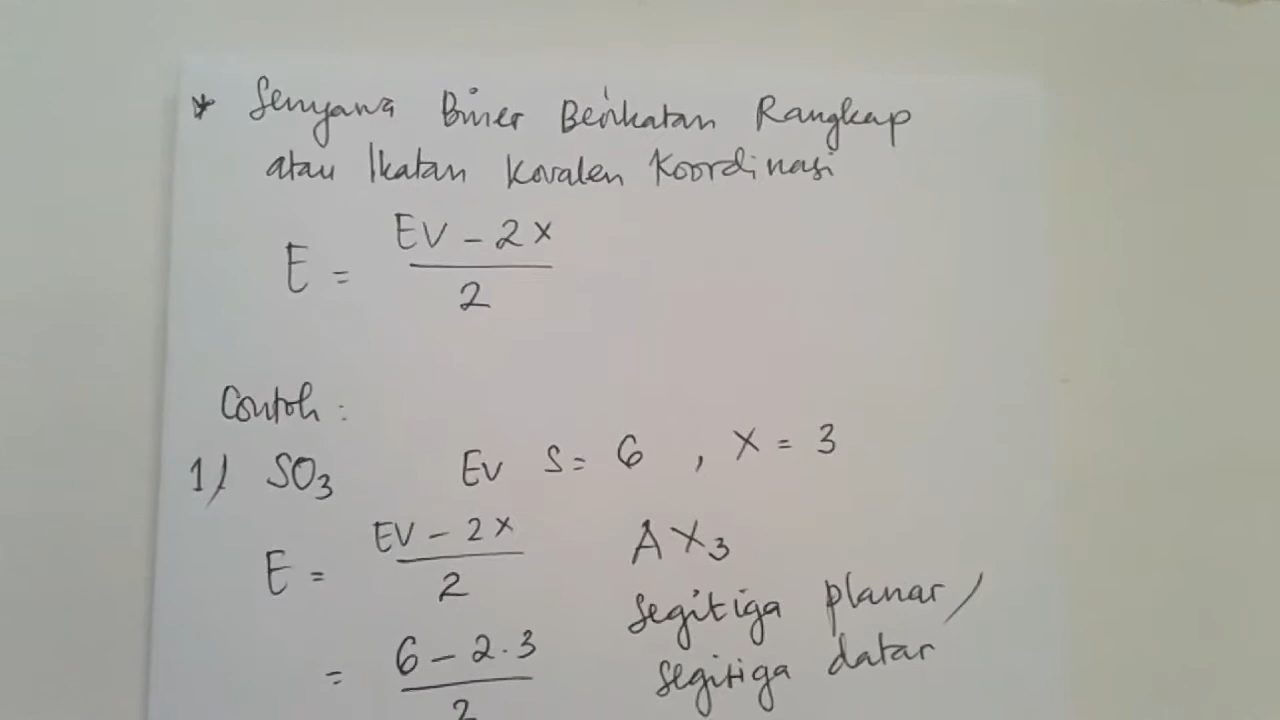 * Senyawa Biner Berikatan Rangkap
atau Ikatan Kovalen Koordinasi
E = EV - 2x / 2
Contoh :
1) SO3 EV S = 6 , X = 3
E = EV - 2x / 2 AX3
= 6 - 2.3 / 2 segitiga planar /
segitiga datar